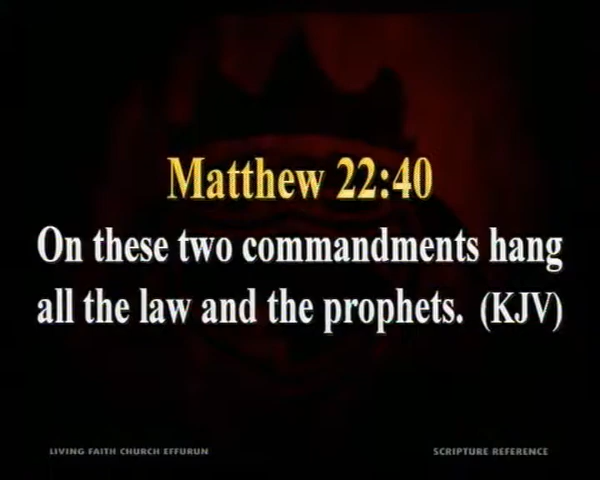 Matthew 22:40
On these two commandments hang
all the law and the prophets. (KJV)
LIVING FAITH CHURCH EFFURUN
SCRIPTURE REFERENCE